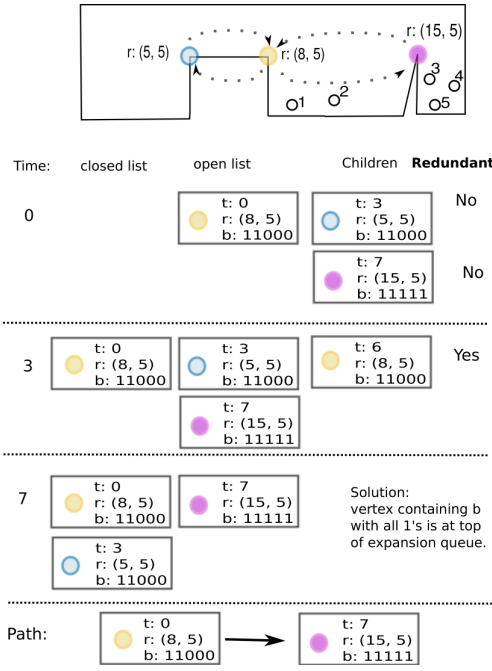 r: (15, 5)
r: (5, 5)
r: (8, 5)
3
4
1
2
5
Time:
closed list
open list
Children
Redundant
0
t: 0
r: (8, 5)
b: 11000
t: 3
r: (5, 5)
b: 11000
No
t: 7
r: (15, 5)
b: 11111
No
3
t: 0
r: (8, 5)
b: 11000
t: 3
r: (5, 5)
b: 11000
t: 6
r: (8, 5)
b: 11000
Yes
t: 7
r: (15, 5)
b: 11111
7
t: 0
r: (8, 5)
b: 11000
t: 7
r: (15, 5)
b: 11111
Solution:
vertex containing b
with all 1's is at top
of expansion queue.
t: 3
r: (5, 5)
b: 11000
Path:
t: 0
r: (8, 5)
b: 11000
t: 7
r: (15, 5)
b: 11111